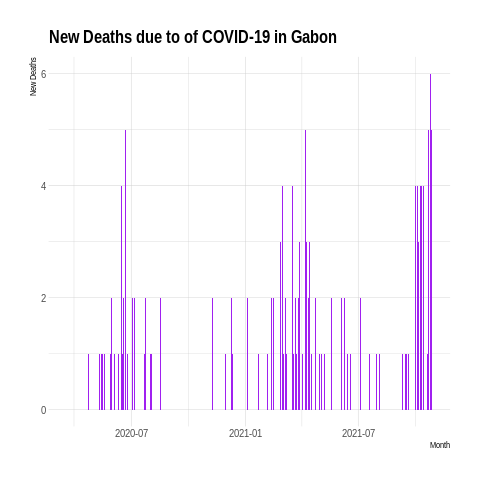 New Deaths due to of COVID-19 in Gabon
New Deaths
6
4
2
0
2020-07
2021-01
2021-07
Month